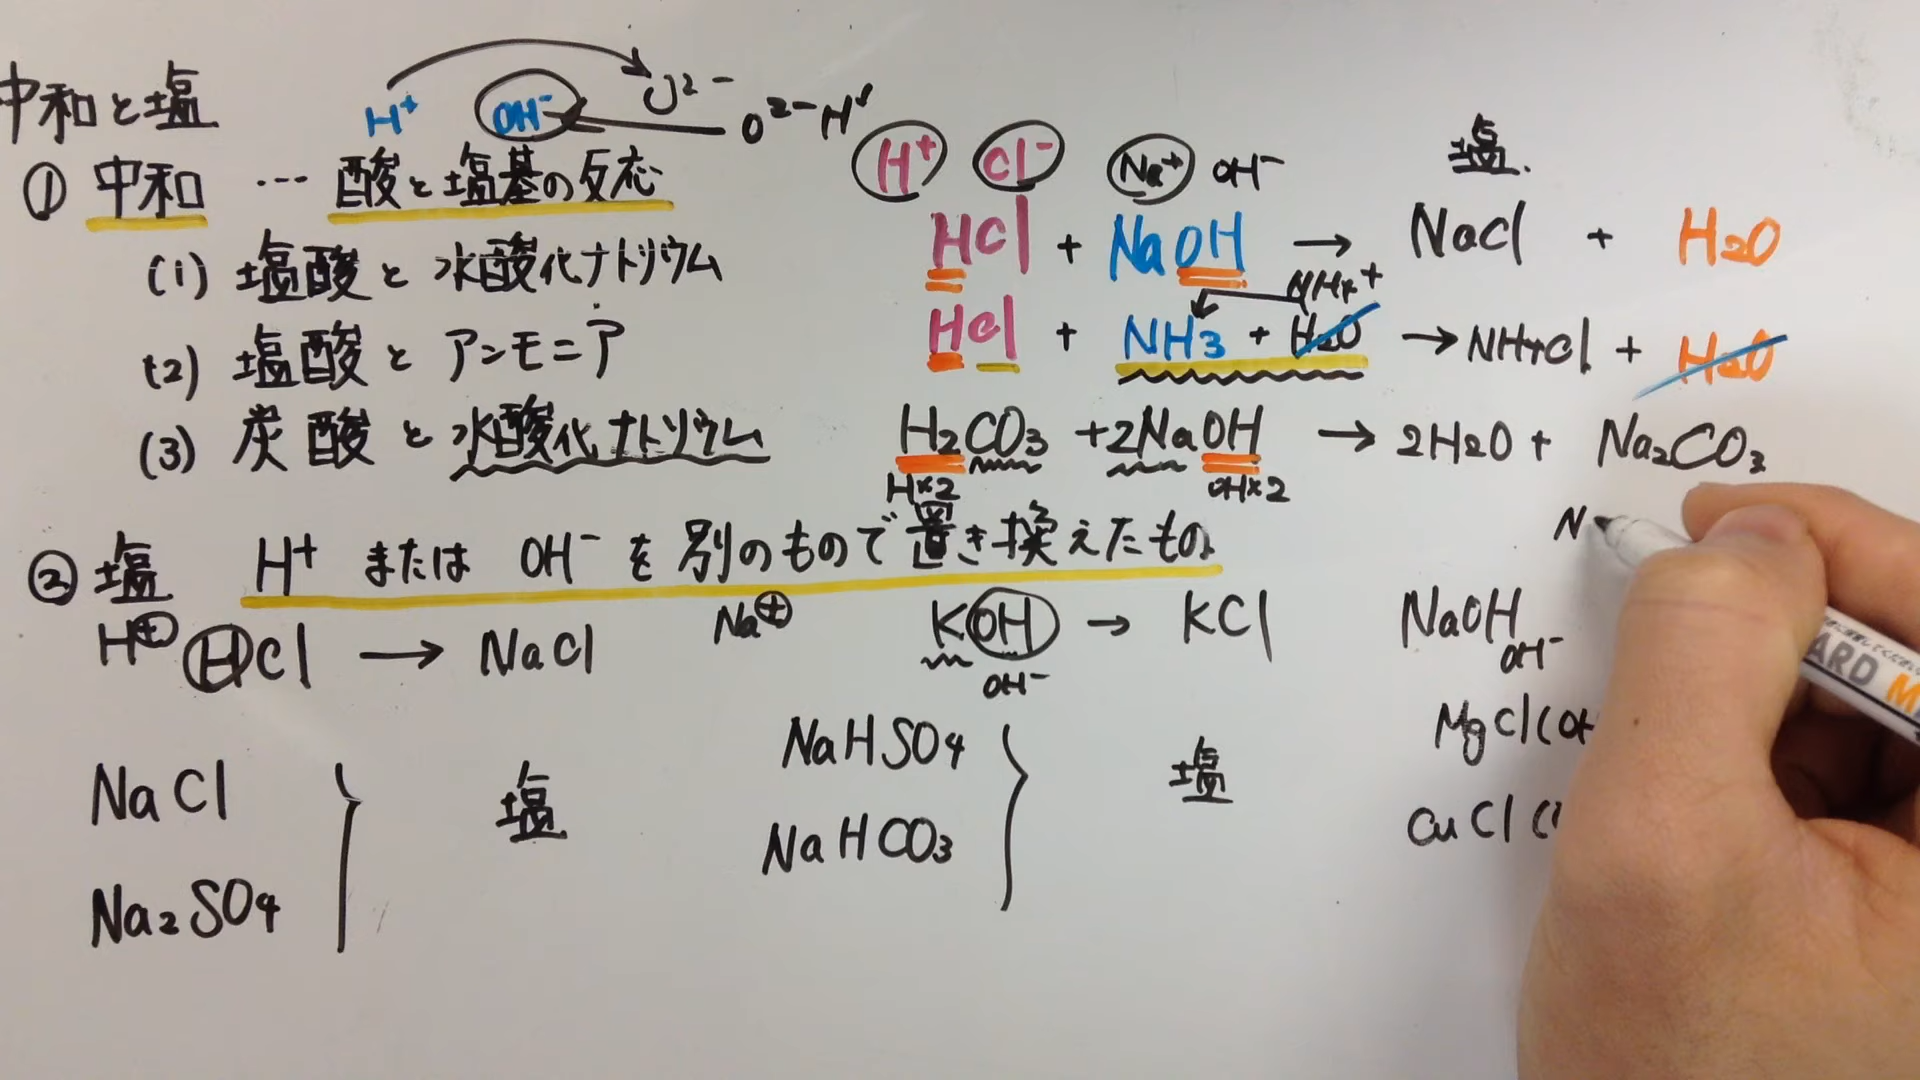 中和と塩
H⁺ OH⁻ O²⁻ O²⁻H⁺
① 中和 … 酸と塩基の反応
H⁺ Cl⁻ Na⁺ OH⁻ 塩.
(1) 塩酸と水酸化ナトリウム
HCl + NaOH → NaCl + H2O
NH4+
(2) 塩酸とアンモニア
HCl + NH3 + H2O → NH4Cl + H2O
(3) 炭酸と水酸化ナトリウム
H2CO3 +2NaOH → 2H2O + Na2CO3
H×2 OH×2
N
② 塩 H⁺ または OH⁻ を別のもので置き換えたもの
H⁺ HCl → NaCl Na⁺
KOH → KCl
OH⁻
NaOH
OH⁻
NaCl
Na2SO4
塩
NaHSO4
NaHCO3
塩
MgCl(OH
CuCl(
ARD M